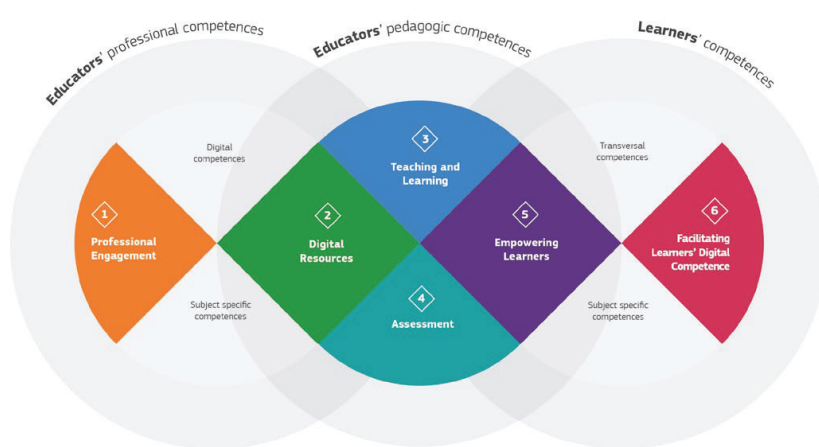 Educators' professional competences
Educators' pedagogic competences
Learners' competences
Digital
competences
Subject specific
competences
1
Professional
Engagement
2
Digital
Resources
3
Teaching and
Learning
4
Assessment
5
Empowering
Learners
Transversal
competences
Subject specific
competences
6
Facilitating
Learners' Digital
Competence